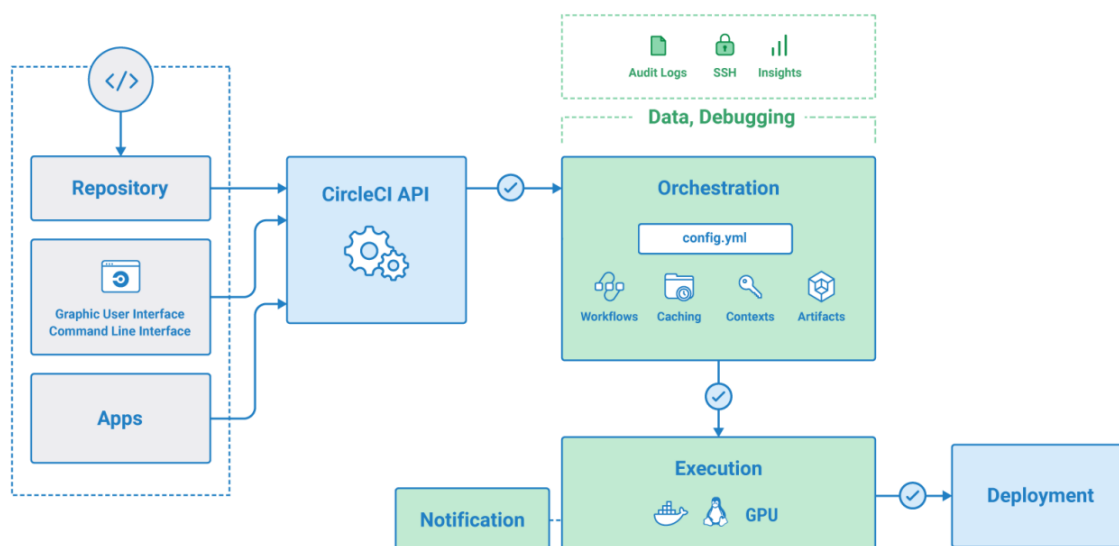 </>
Audit Logs
SSH
Insights
Data, Debugging
Repository
CircleCI API
Orchestration
config.yml
Graphic User Interface
Command Line Interface
Workflows
Caching
Contexts
Artifacts
Apps
Execution
GPU
Notification
Deployment